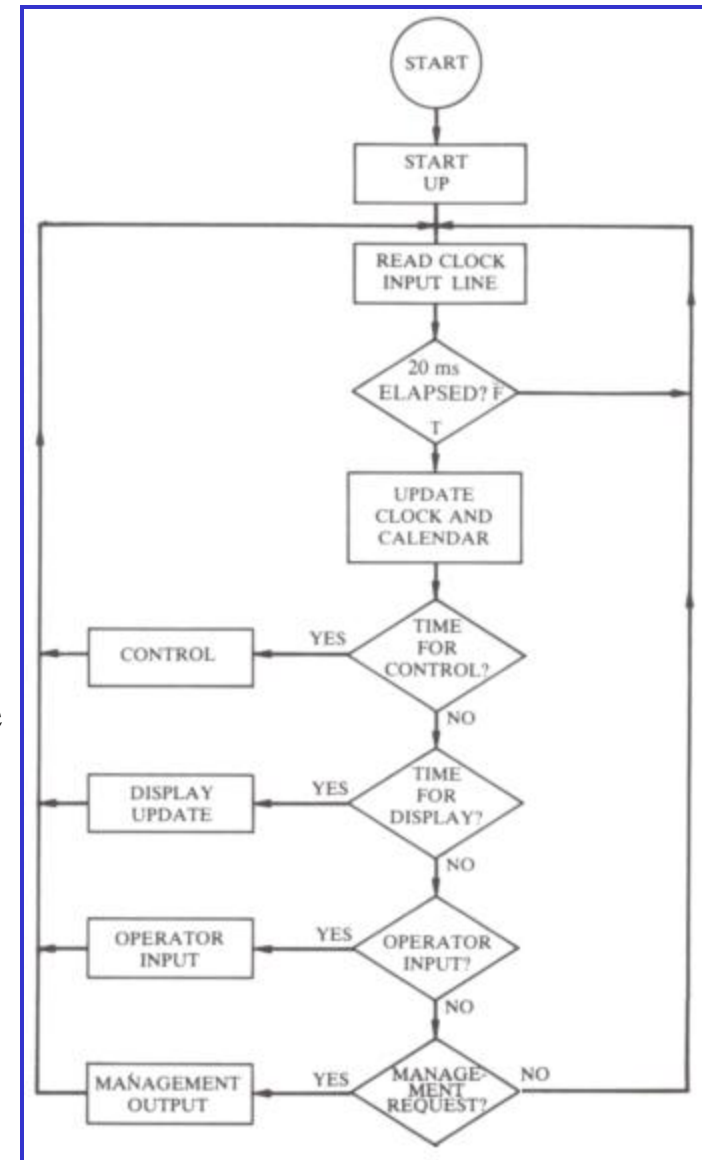 START
START
UP
READ CLOCK
INPUT LINE
20 ms
ELAPSED? F
T
UPDATE
CLOCK AND
CALENDAR
TIME
FOR
CONTROL?
YES
CONTROL
NO
TIME
FOR
DISPLAY?
YES
DISPLAY
UPDATE
NO
OPERATOR
INPUT?
YES
OPERATOR
INPUT
NO
MANAGE-
MENT
REQUEST?
YES
NO
MANAGEMENT
OUTPUT